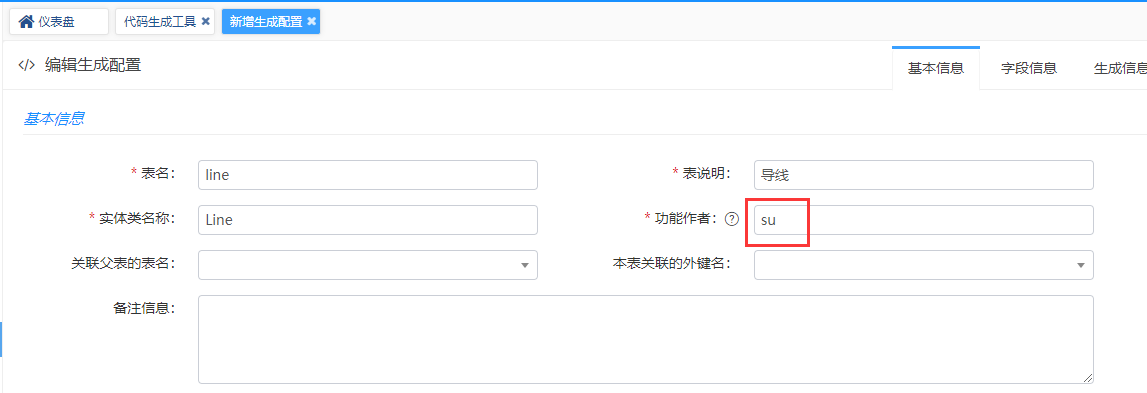 仪表盘 代码生成工具 新增生成配置
编辑生成配置 基本信息 字段信息 生成信息
基本信息
* 表名： line * 表说明： 导线
* 实体类名称： Line * 功能作者： su
关联父表的表名： 本表关联的外键名：
备注信息：